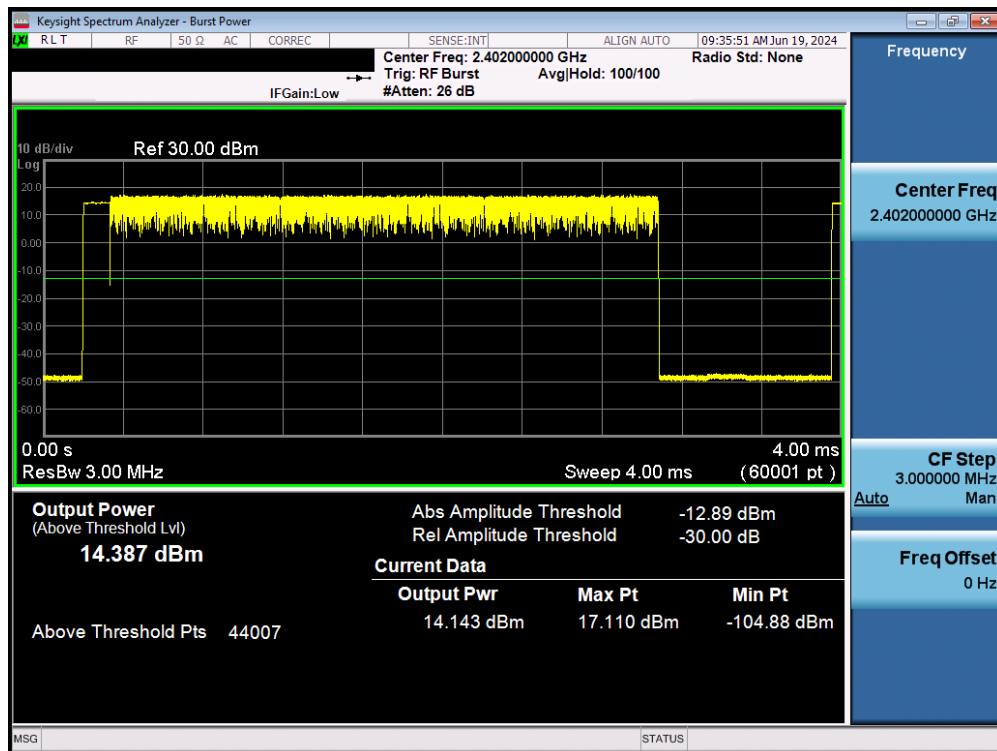 Keysight Spectrum Analyzer - Burst Power
LXI RLT RF 50 Ω AC CORREC SENSE:INT ALIGN AUTO 09:35:51 AM Jun 19, 2024
Center Freq: 2.402000000 GHz Radio Std: None
Trig: RF Burst Avg|Hold: 100/100
IFGain:Low #Atten: 26 dB
10 dB/div Ref 30.00 dBm
Log
20.0
10.0
0.00
-10.0
-20.0
-30.0
-40.0
-50.0
-60.0
0.00 s 4.00 ms
ResBw 3.00 MHz Sweep 4.00 ms (60001 pt)
Output Power
(Above Threshold Lvl)
14.387 dBm
Above Threshold Pts 44007
Abs Amplitude Threshold -12.89 dBm
Rel Amplitude Threshold -30.00 dB
Current Data
Output Pwr Max Pt Min Pt
14.143 dBm 17.110 dBm -104.88 dBm
Frequency
Center Freq
2.402000000 GHz
CF Step
3.000000 MHz
Auto Man
Freq Offset
0 Hz
MSG STATUS